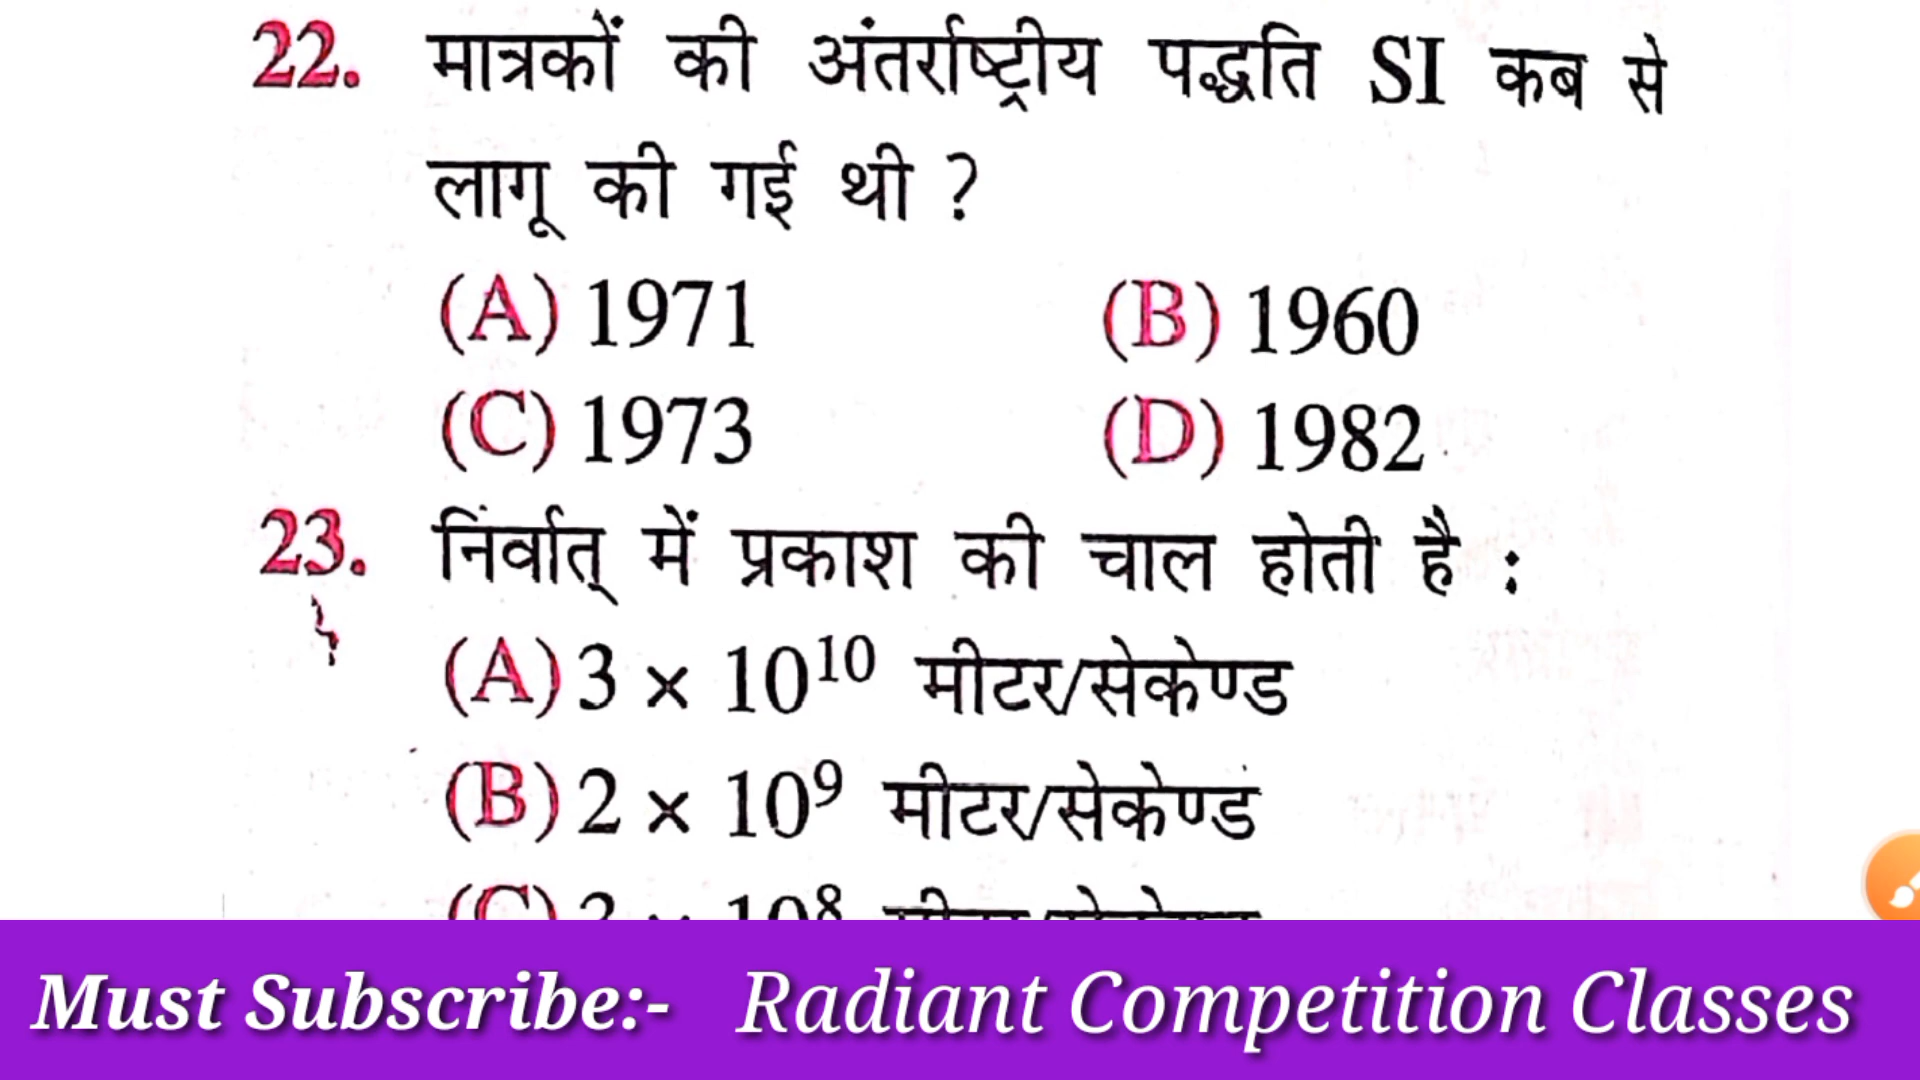 22. मात्रकों की अंतर्राष्ट्रीय पद्धति SI कब से
लागू की गई थी ?
(A) 1971 (B) 1960
(C) 1973 (D) 1982
23. निर्वात् में प्रकाश की चाल होती है :
(A) 3 × 10¹⁰ मीटर/सेकेण्ड
(B) 2 × 10⁹ मीटर/सेकेण्ड
(C) × 10⁸
Must Subscribe:- Radiant Competition Classes